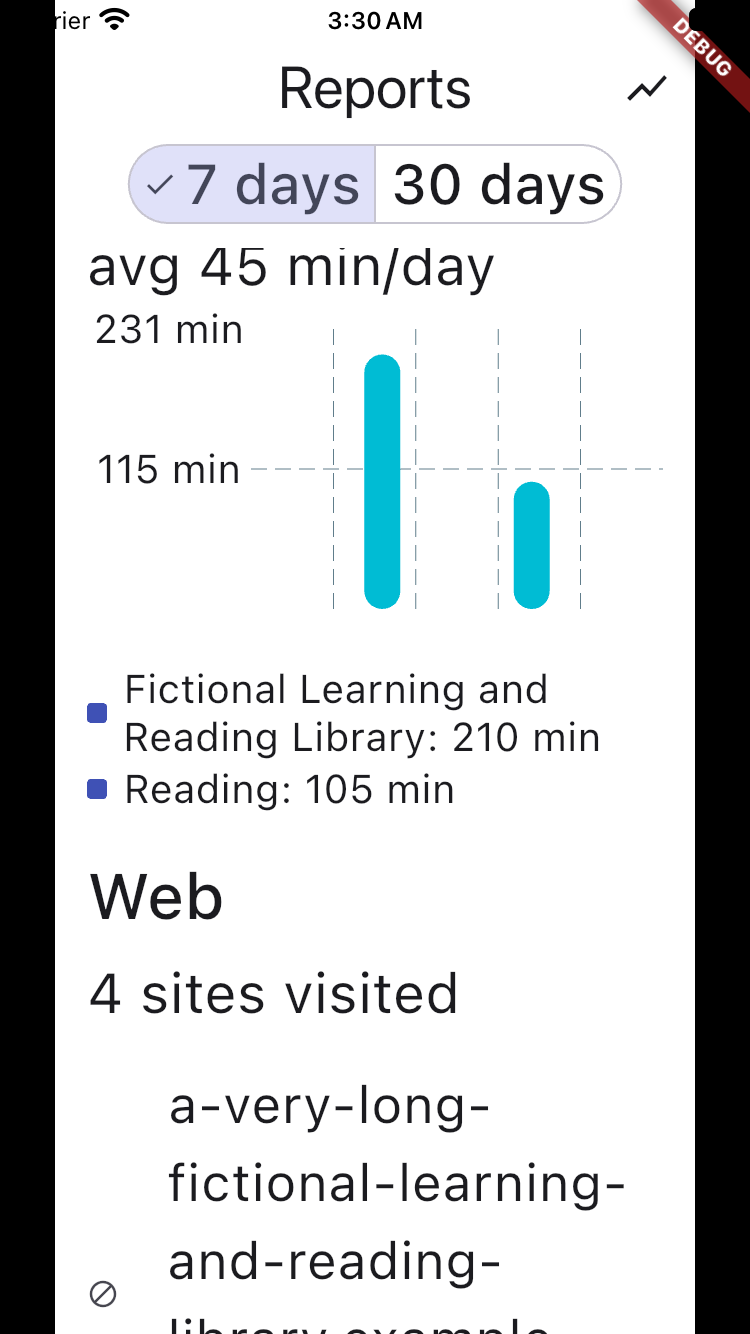 3:30 AM
DEBUG
Reports
7 days
30 days
avg 45 min/day
231 min
115 min
Fictional Learning and
Reading Library: 210 min
Reading: 105 min
Web
4 sites visited
a-very-long-
fictional-learning-
and-reading-